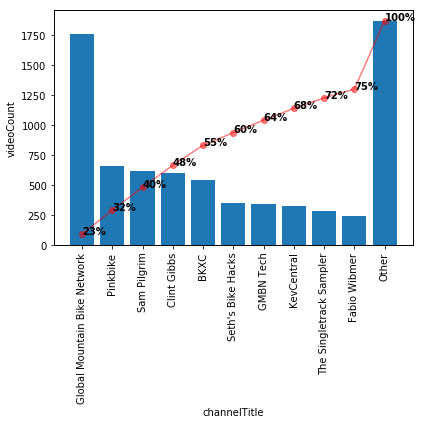 1750
1500
1250
1000
750
500
250
0
videoCount
23%
32%
40%
48%
55%
60%
64%
68%
72%
75%
100%
Global Mountain Bike Network
Pinkbike
Sam Pilgrim
Clint Gibbs
BKXC
Seth's Bike Hacks
GMBN Tech
KevCentral
The Singletrack Sampler
Fabio Wibmer
Other
channelTitle